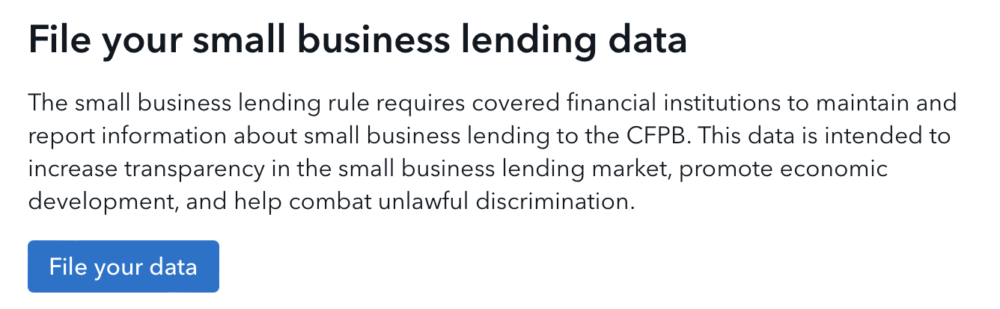 File your small business lending data
The small business lending rule requires covered financial institutions to maintain and
report information about small business lending to the CFPB. This data is intended to
increase transparency in the small business lending market, promote economic
development, and help combat unlawful discrimination.
File your data